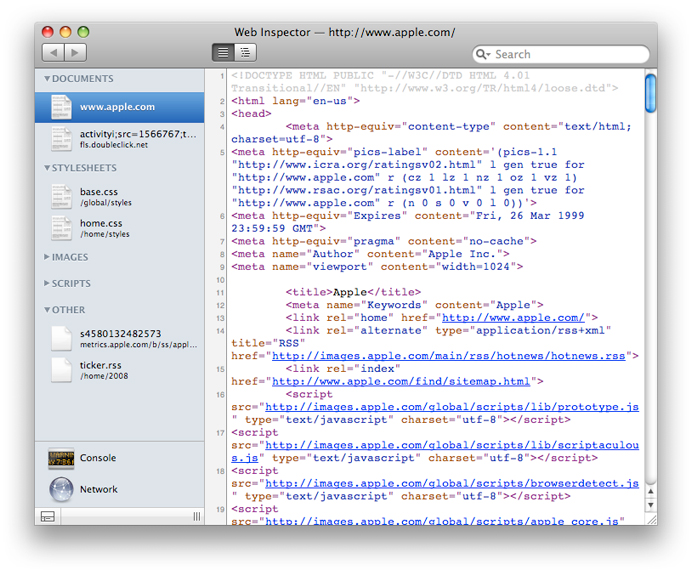 Web Inspector — http://www.apple.com/
Search
DOCUMENTS
www.apple.com
activityi;src=1566767;t...
fls.doubleclick.net
STYLESHEETS
base.css
/global/styles
home.css
/home/styles
IMAGES
SCRIPTS
OTHER
s4580132482573
metrics.apple.com/b/ss/appl...
ticker.rss
/home/2008
Console
Network
1 <!DOCTYPE HTML PUBLIC "-//W3C//DTD HTML 4.01
Transitional//EN" "http://www.w3.org/TR/html4/loose.dtd">
2 <html lang="en-us">
3 <head>
4 <meta http-equiv="content-type" content="text/html;
charset=utf-8">
5 <meta http-equiv="pics-label" content='(pics-1.1
"http://www.icra.org/ratingsv02.html" l gen true for
"http://www.apple.com" r (cz 1 lz 1 nz 1 oz 1 vz 1)
"http://www.rsac.org/ratingsv01.html" l gen true for
"http://www.apple.com" r (n 0 s 0 v 0 l 0))'>
6 <meta http-equiv="Expires" content="Fri, 26 Mar 1999
23:59:59 GMT">
7 <meta http-equiv="pragma" content="no-cache">
8 <meta name="Author" content="Apple Inc.">
9 <meta name="viewport" content="width=1024">
10
11 <title>Apple</title>
12 <meta name="Keywords" content="Apple">
13 <link rel="home" href="http://www.apple.com/">
14 <link rel="alternate" type="application/rss+xml"
title="RSS"
href="http://images.apple.com/main/rss/hotnews/hotnews.rss">
15 <link rel="index"
href="http://www.apple.com/find/sitemap.html">
16 <script
src="http://images.apple.com/global/scripts/lib/prototype.js
" type="text/javascript" charset="utf-8"></script>
17 <script
src="http://images.apple.com/global/scripts/lib/scriptaculou
s.js" type="text/javascript" charset="utf-8"></script>
18 <script
src="http://images.apple.com/global/scripts/browserdetect.js
" type="text/javascript" charset="utf-8"></script>
19 <script
src="http://images.apple.com/global/scripts/apple_core.js"